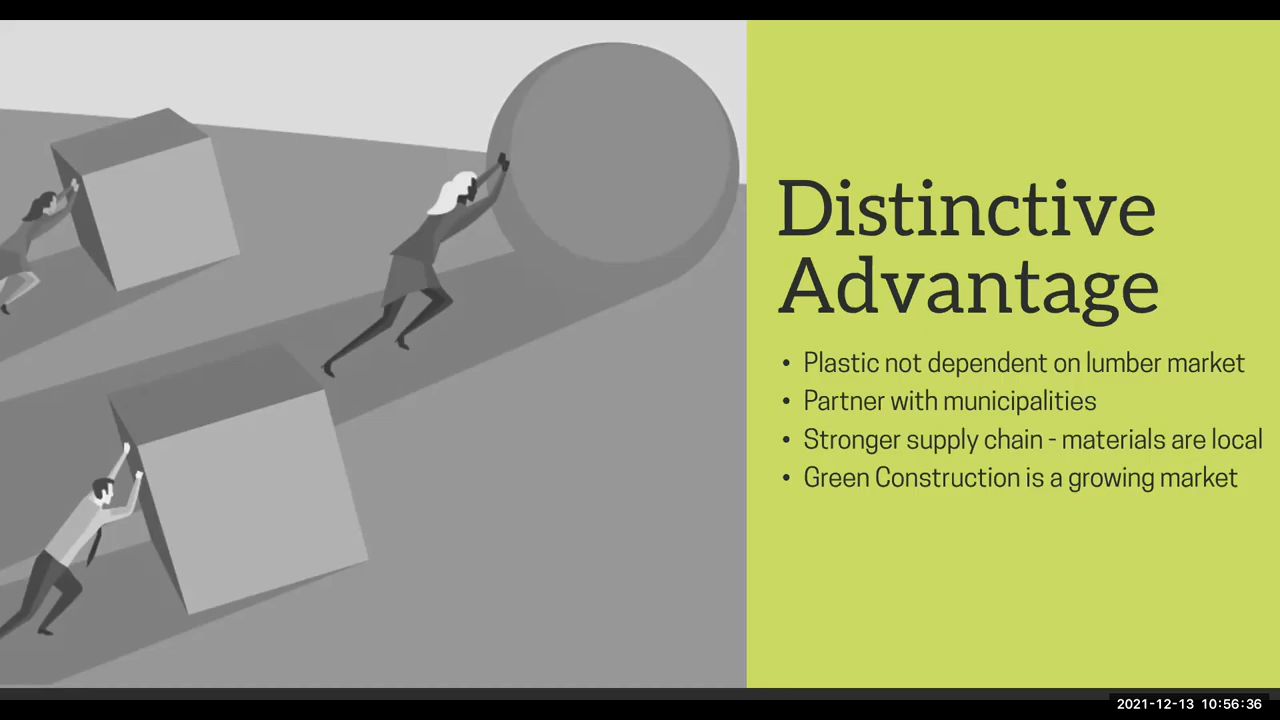 Distinctive
Advantage
• Plastic not dependent on lumber market
• Partner with municipalities
• Stronger supply chain - materials are local
• Green Construction is a growing market
2021-12-13 10:56:36